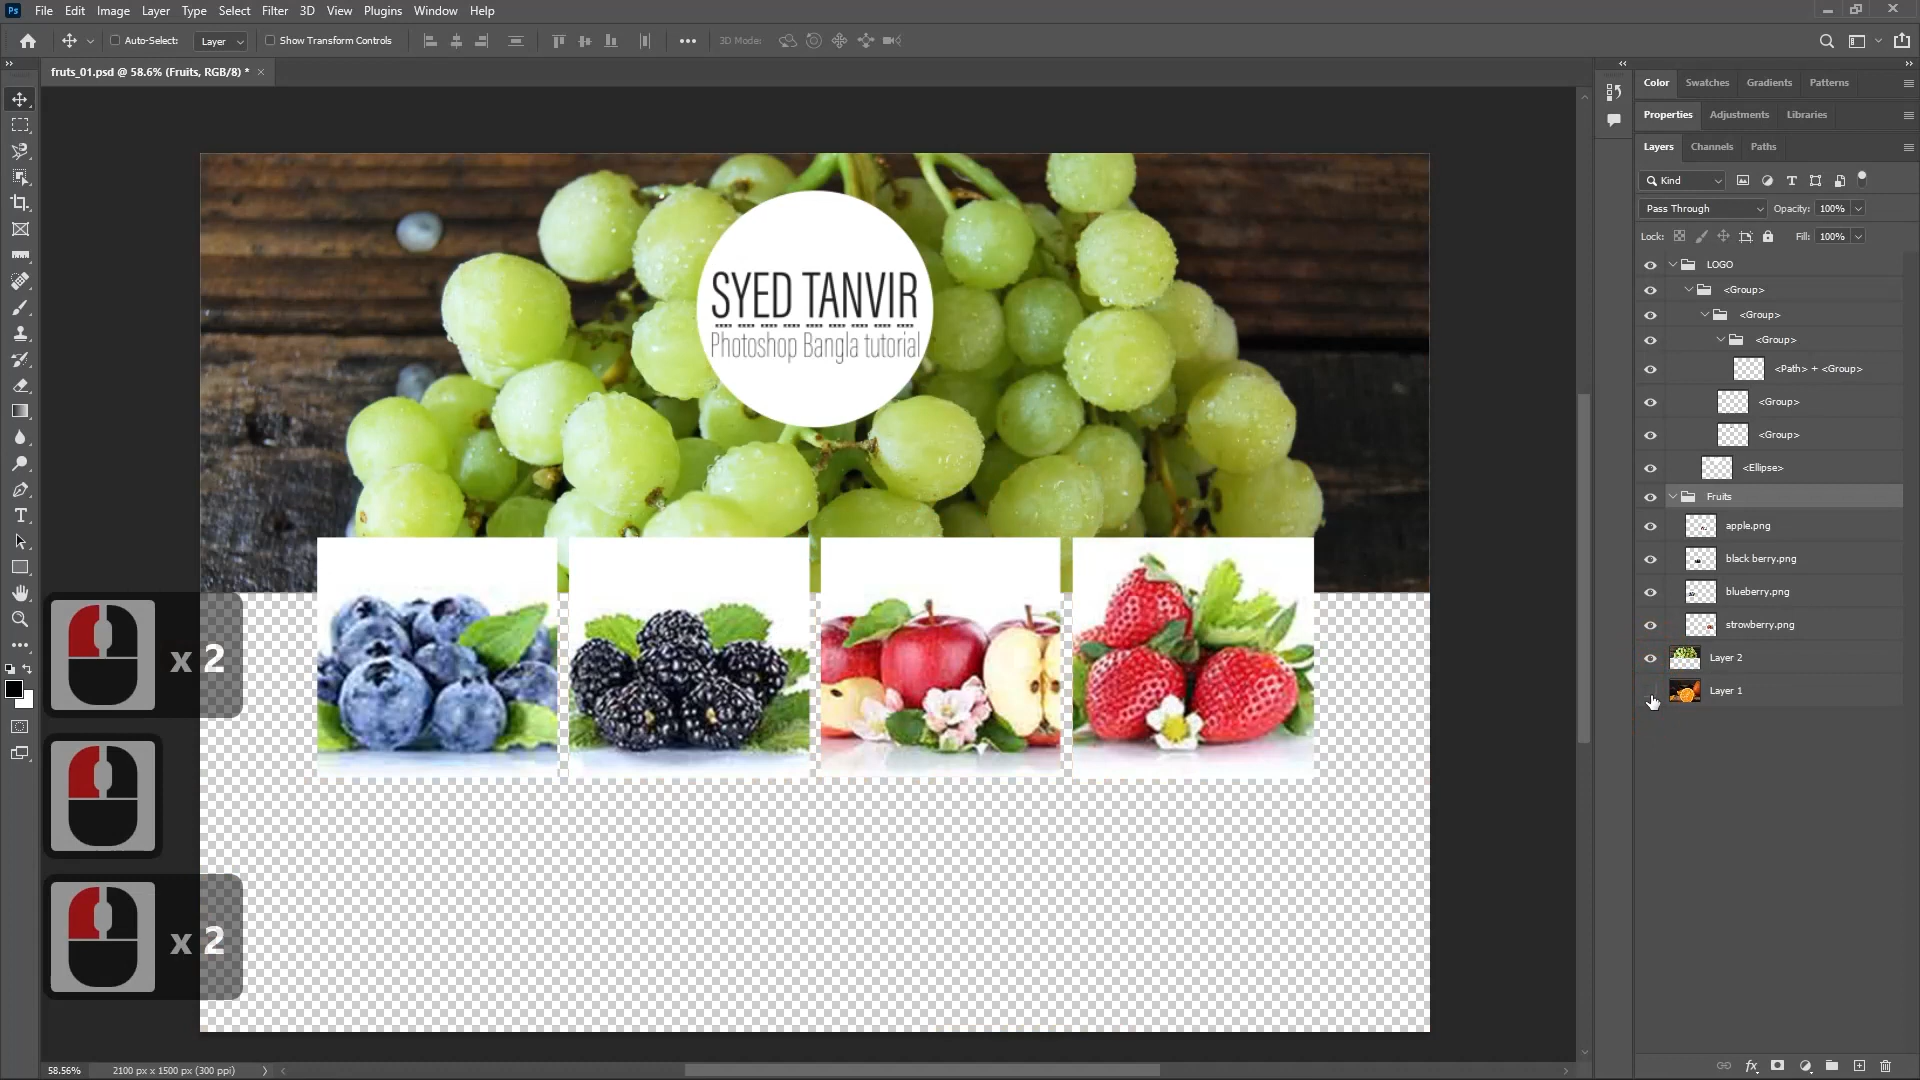 Ps File Edit Image Layer Type Select Filter 3D View Plugins Window Help
Auto-Select: Layer Show Transform Controls 3D Mode:
fruts_01.psd @ 58.6% (Fruits, RGB/8) *
Color Swatches Gradients Patterns
Properties Adjustments Libraries
Layers Channels Paths
Kind
Pass Through Opacity: 100%
Lock: Fill: 100%
LOGO
<Group>
<Group>
<Group>
<Path> + <Group>
<Group>
<Group>
<Ellipse>
Fruits
apple.png
black berry.png
blueberry.png
strowberry.png
Layer 2
Layer 1
SYED TANVIR
Photoshop Bangla tutorial
x 2
x 2
58.56% 2100 px x 1500 px (300 ppi)
fx